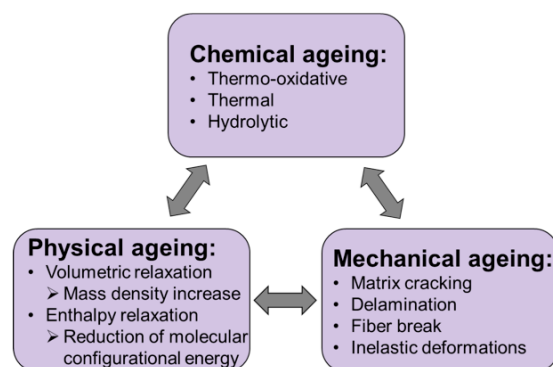 Chemical ageing:
• Thermo-oxidative
• Thermal
• Hydrolytic
Physical ageing:
• Volumetric relaxation
➢ Mass density increase
• Enthalpy relaxation
➢ Reduction of molecular
configurational energy
Mechanical ageing:
• Matrix cracking
• Delamination
• Fiber break
• Inelastic deformations